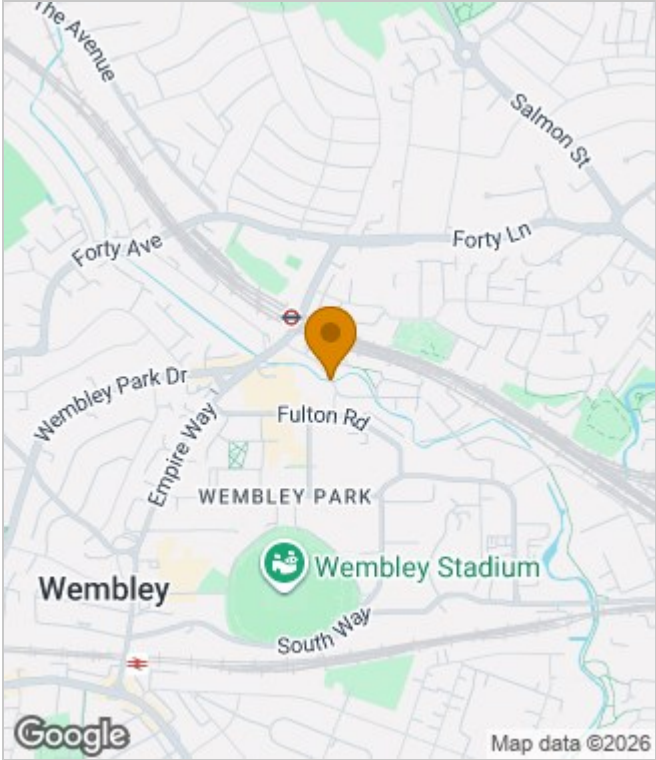 The Avenue
Salmon St
Forty Ln
Forty Ave
Wembley Park Dr
Fulton Rd
Empire Way
WEMBLEY PARK
Wembley Stadium
Wembley
South Way
Google
Map data ©2026